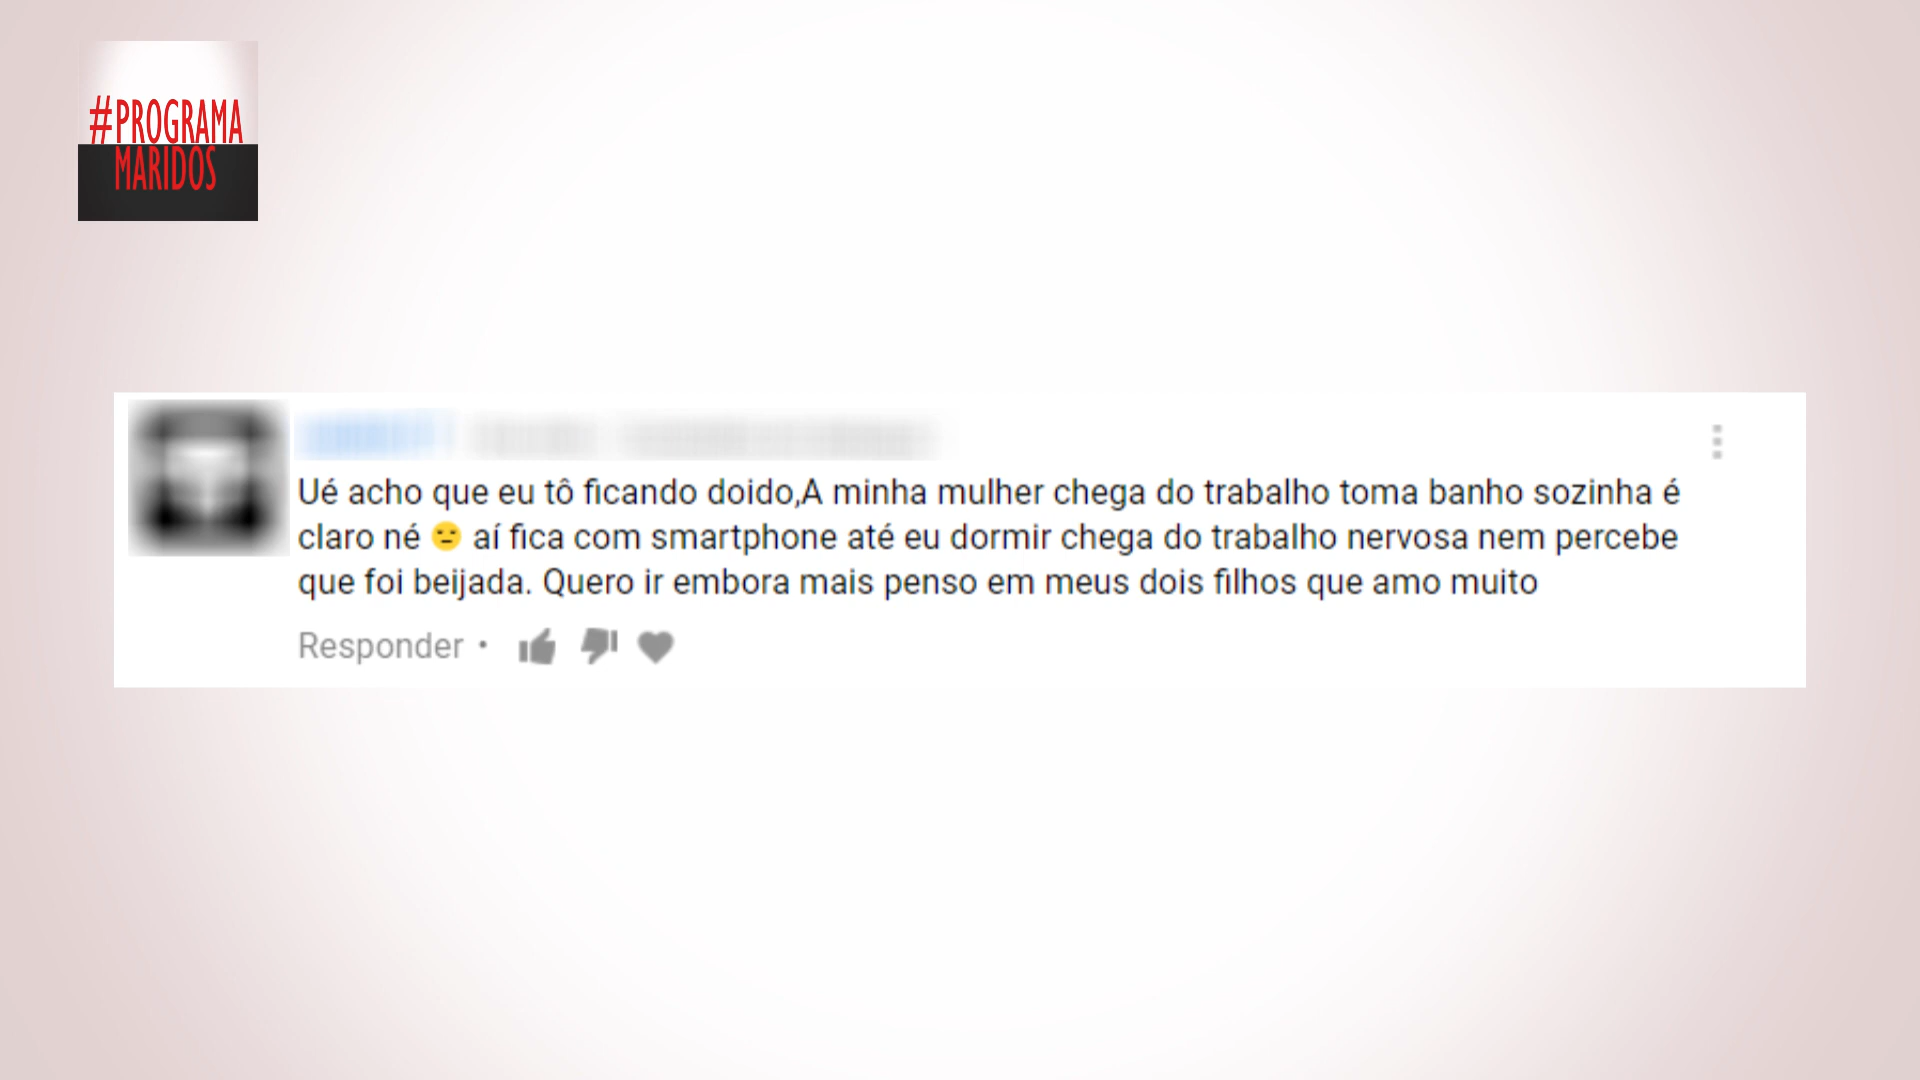 #PROGRAMA
MARIDOS
Ué acho que eu tô ficando doido,A minha mulher chega do trabalho toma banho sozinha é
claro né 😑 aí fica com smartphone até eu dormir chega do trabalho nervosa nem percebe
que foi beijada. Quero ir embora mais penso em meus dois filhos que amo muito
Responder •